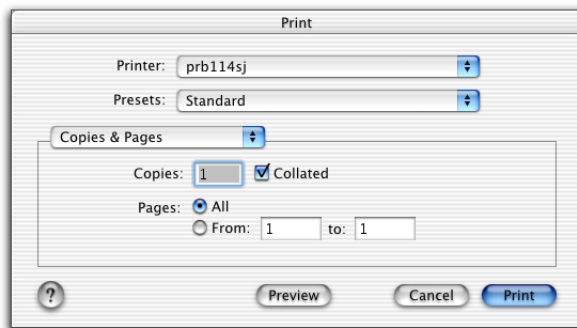 Print
Printer: prb114sj
Presets: Standard
Copies & Pages
Copies: 1 Collated
Pages: All
From: 1 to: 1
? Preview Cancel Print